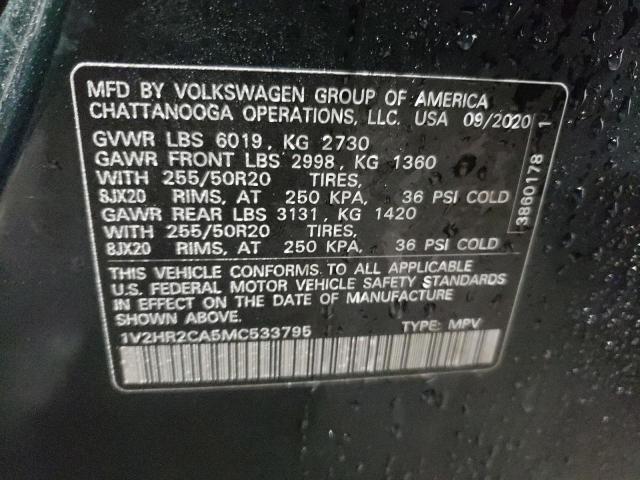 MFD BY VOLKSWAGEN GROUP OF AMERICA
CHATTANOOGA OPERATIONS, LLC. USA 09/2020
GVWR LBS 6019, KG 2730
GAWR FRONT LBS 2998, KG 1360
WITH 255/50R20 TIRES,
8JX20 RIMS, AT 250 KPA, 36 PSI COLD
GAWR REAR LBS 3131, KG 1420
WITH 255/50R20 TIRES,
8JX20 RIMS, AT 250 KPA, 36 PSI COLD
THIS VEHICLE CONFORMS TO ALL APPLICABLE
U.S. FEDERAL MOTOR VEHICLE SAFETY STANDARDS
IN EFFECT ON THE DATE OF MANUFACTURE
1V2HR2CA5MC533795 TYPE: MPV
3860178 1